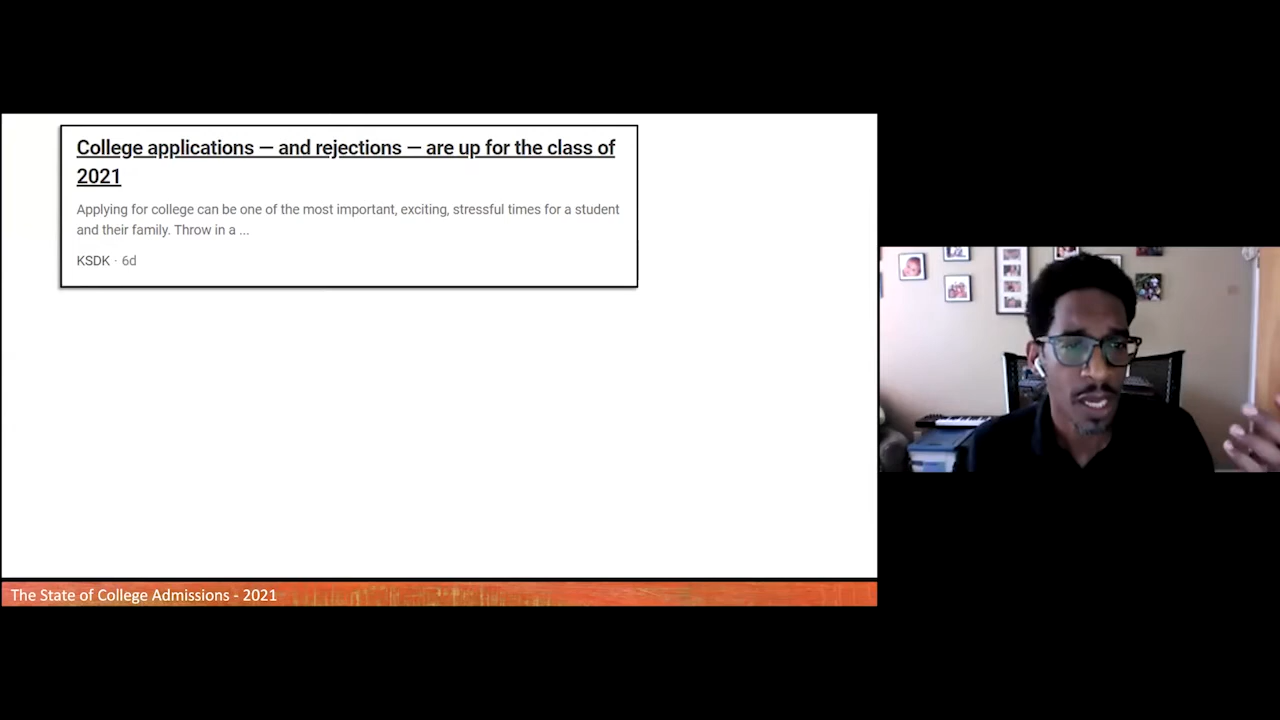 College applications — and rejections — are up for the class of
2021
Applying for college can be one of the most important, exciting, stressful times for a student
and their family. Throw in a ...
KSDK · 6d
The State of College Admissions - 2021